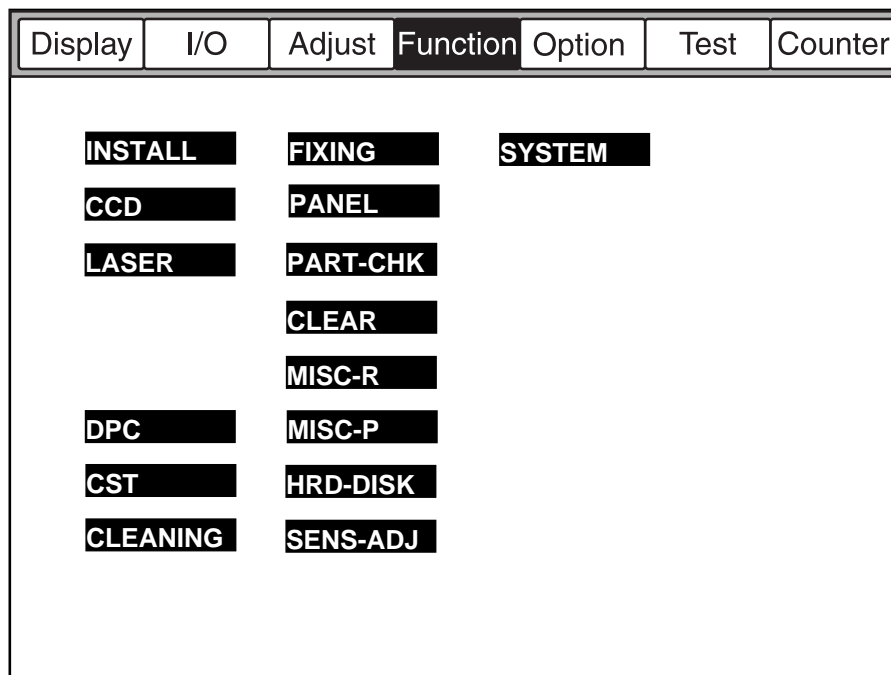 Display I/O Adjust Function Option Test Counter
INSTALL FIXING SYSTEM
CCD PANEL
LASER PART-CHK
CLEAR
MISC-R
DPC MISC-P
CST HRD-DISK
CLEANING SENS-ADJ